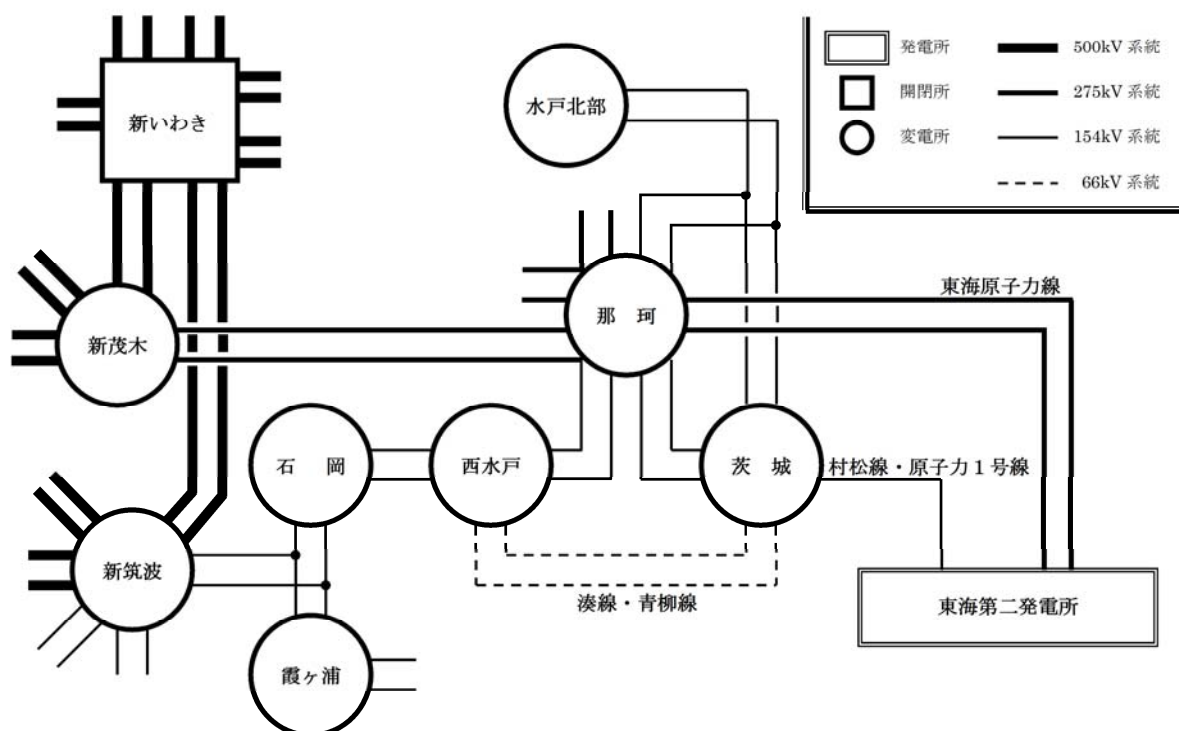 発電所
500kV 系統
開閉所
275kV 系統
変電所
154kV 系統
66kV 系統
新いわき
水戸北部
東海原子力線
那 珂
新茂木
石 岡
西水戸
茨 城
村松線・原子力1号線
新筑波
湊線・青柳線
東海第二発電所
霞ヶ浦